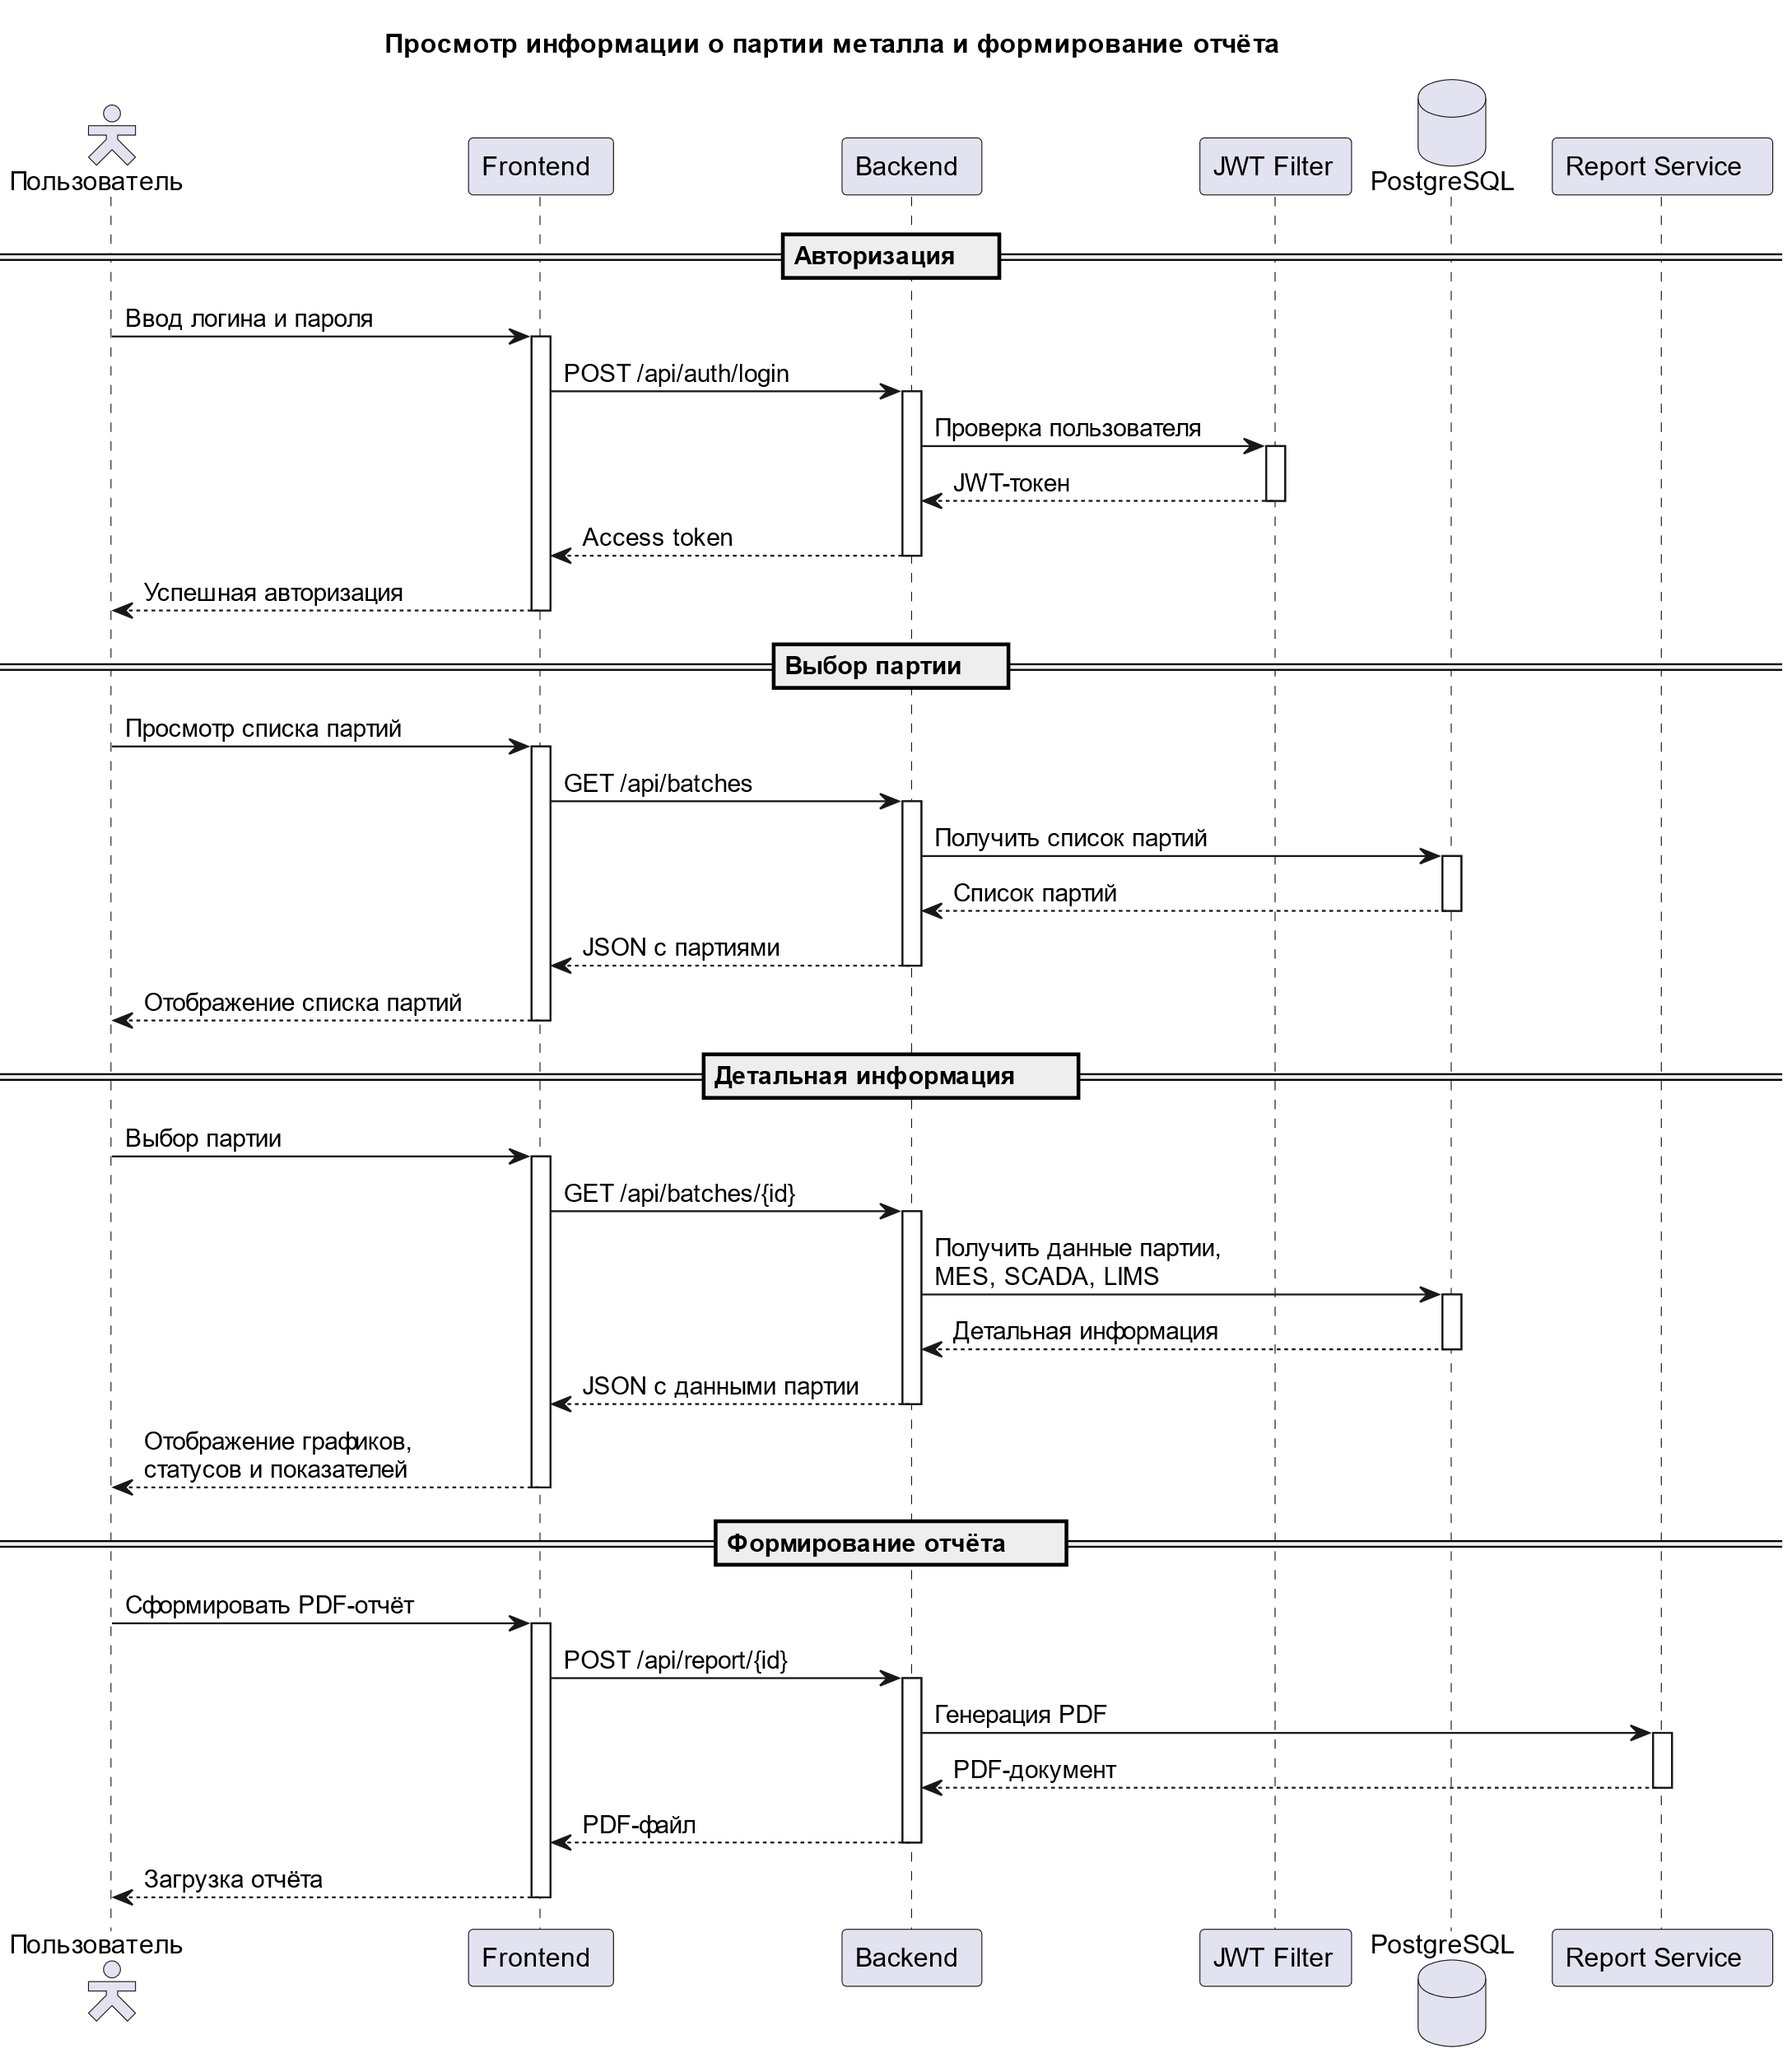 Просмотр информации о партии металла и формирование отчёта
Пользователь
Frontend
Backend
JWT Filter
PostgreSQL
Report Service
Авторизация
Ввод логина и пароля
POST /api/auth/login
Проверка пользователя
JWT-токен
Access token
Успешная авторизация
Выбор партии
Просмотр списка партий
GET /api/batches
Получить список партий
Список партий
JSON с партиями
Отображение списка партий
Детальная информация
Выбор партии
GET /api/batches/{id}
Получить данные партии,
MES, SCADA, LIMS
Детальная информация
JSON с данными партии
Отображение графиков,
статусов и показателей
Формирование отчёта
Сформировать PDF-отчёт
POST /api/report/{id}
Генерация PDF
PDF-документ
PDF-файл
Загрузка отчёта
Пользователь
Frontend
Backend
JWT Filter
PostgreSQL
Report Service